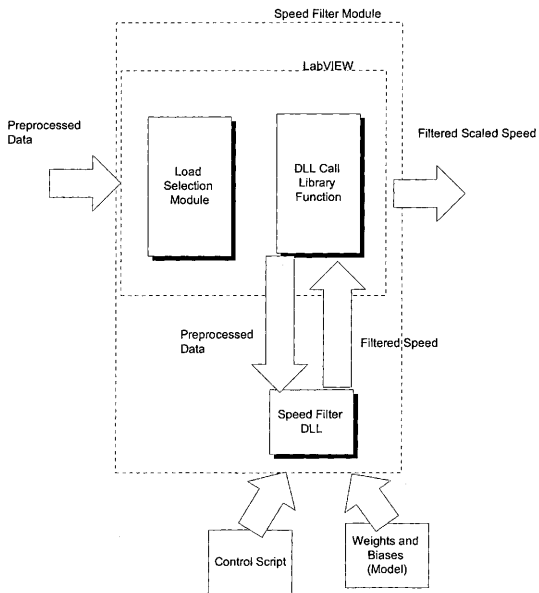 Speed Filter Module
LabVIEW
Preprocessed
Data
Load
Selection
Module
DLL Call
Library
Function
Filtered Scaled Speed
Preprocessed
Data
Filtered Speed
Speed Filter
DLL
Control Script
Weights and
Biases
(Model)